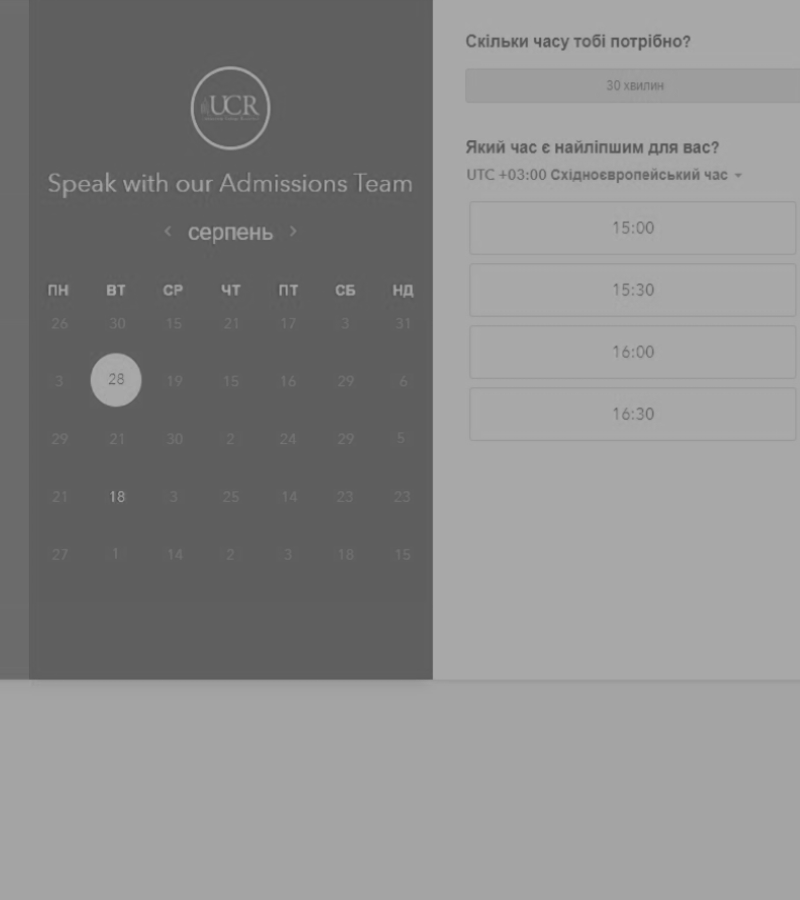 UCR
Speak with our Admissions Team
‹ серпень ›
ПН ВТ СР ЧТ ПТ СБ НД
26 30 15 21 17 3 31
3 28 19 15 16 29 6
29 21 30 2 24 29 5
21 18 3 25 14 23 23
27 1 14 2 3 18 15
Скільки часу тобі потрібно?
30 хвилин
Який час є найліпшим для вас?
UTC +03:00 Східноєвропейський час
15:00
15:30
16:00
16:30